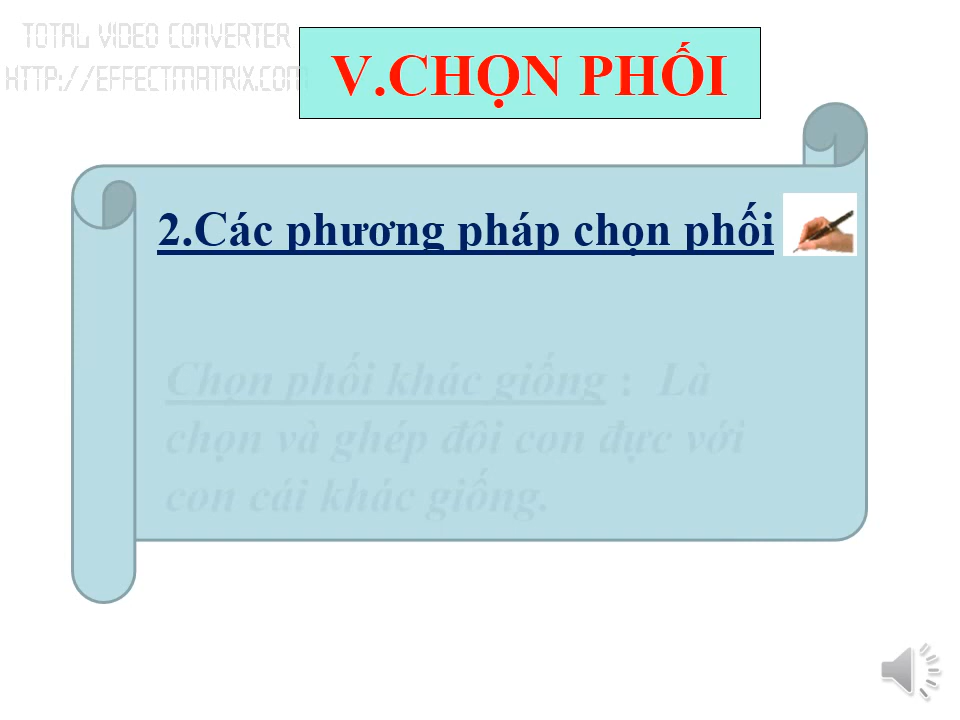 TOTAL VIDEO CONVERTER
HTTP://EFFECTMATRIX.COM
V.CHỌN PHỐI
2.Các phương pháp chọn phối
Chọn phối khác giống : Là
chọn và ghép đôi con đực với
con cái khác giống.